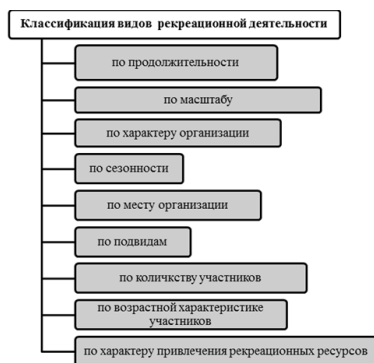 Классификация видов рекреационной деятельности
по продолжительности
по масштабу
по характеру организации
по сезонности
по месту организации
по подвидам
по количкству участников
по возрастной характеристике
участников
по характеру привлечения рекреационных ресурсов